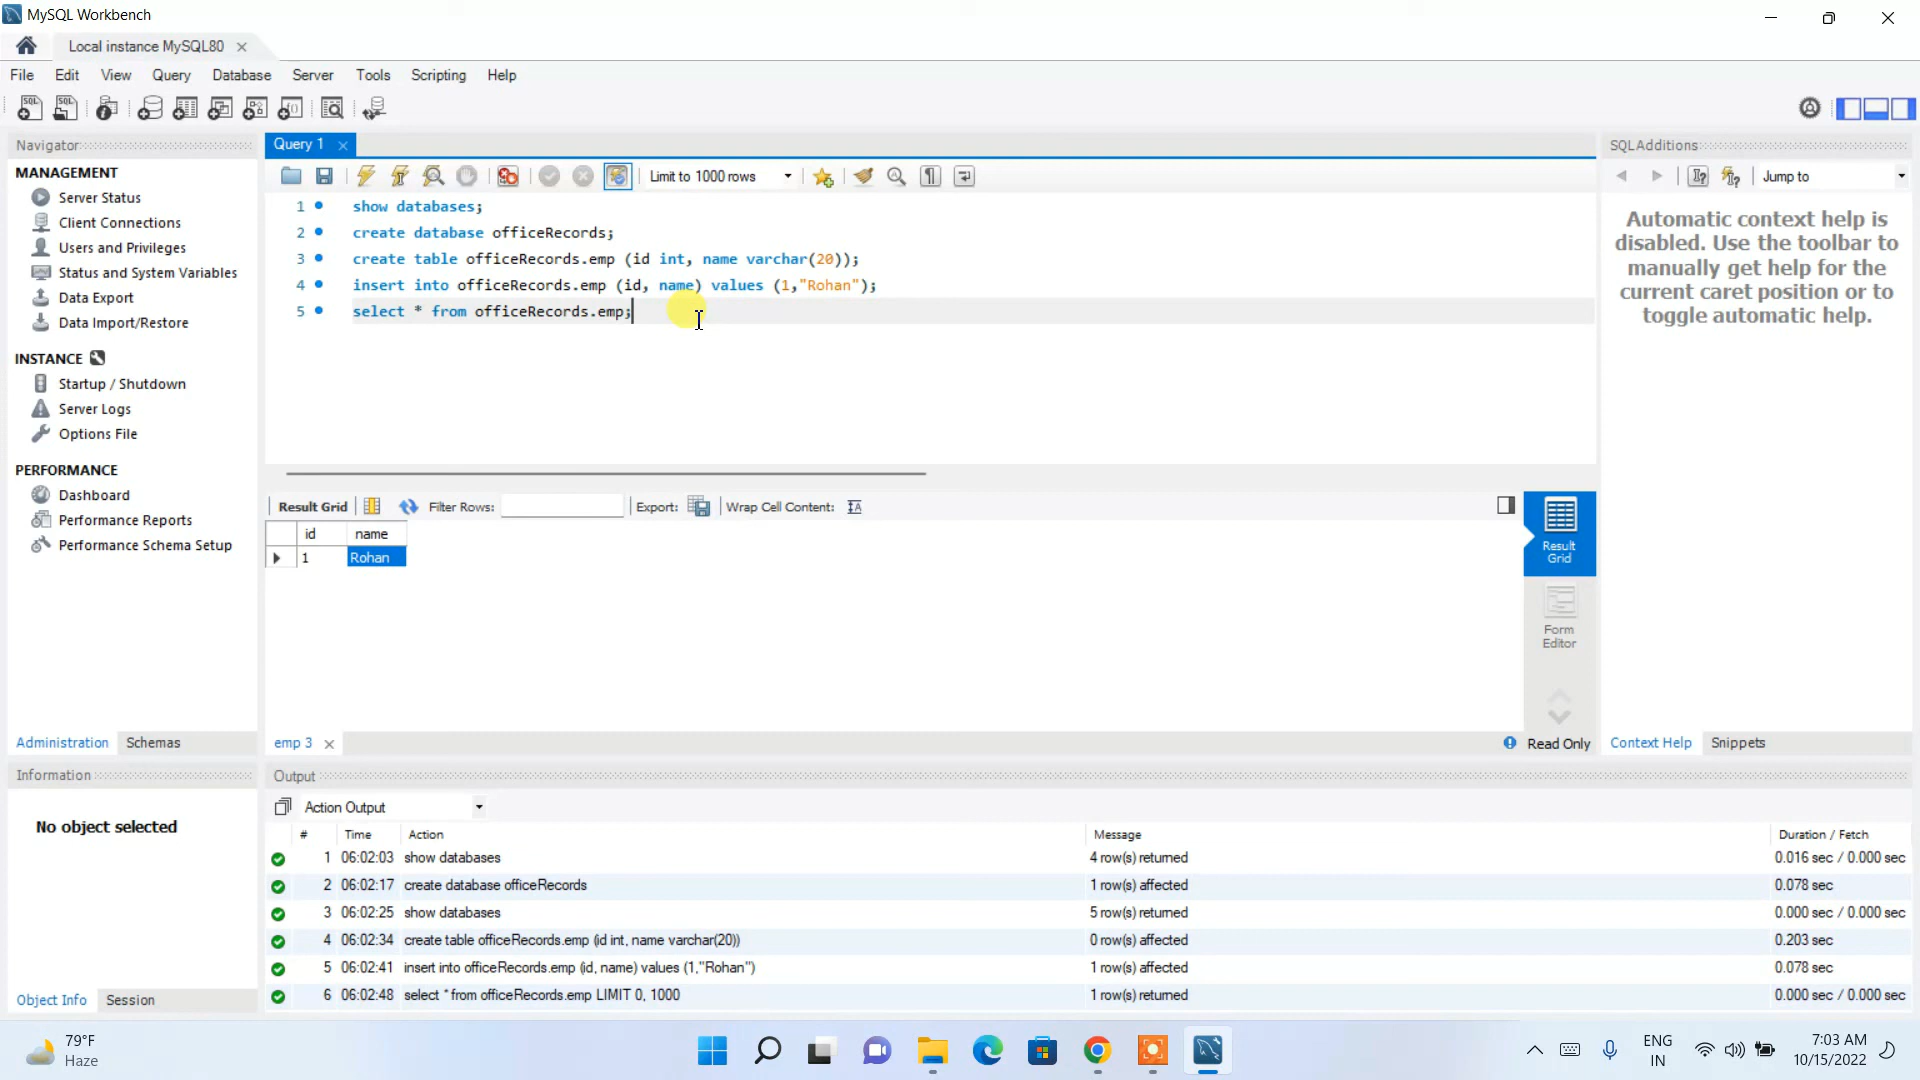 MySQL Workbench
Local instance MySQL80
File Edit View Query Database Server Tools Scripting Help
Navigator
MANAGEMENT
Server Status
Client Connections
Users and Privileges
Status and System Variables
Data Export
Data Import/Restore
INSTANCE
Startup / Shutdown
Server Logs
Options File
PERFORMANCE
Dashboard
Performance Reports
Performance Schema Setup
Administration Schemas
Information
No object selected
Object Info Session
Query 1
Limit to 1000 rows
1 show databases;
2 create database officeRecords;
3 create table officeRecords.emp (id int, name varchar(20));
4 insert into officeRecords.emp (id, name) values (1,"Rohan");
5 select * from officeRecords.emp;
Result Grid Filter Rows: Export: Wrap Cell Content:
id name
1 Rohan
Result
Grid
Form
Editor
emp 3 Read Only
SQLAdditions
Jump to
Automatic context help is
disabled. Use the toolbar to
manually get help for the
current caret position or to
toggle automatic help.
Context Help Snippets
Output
Action Output
# Time Action Message Duration / Fetch
1 06:02:03 show databases 4 row(s) returned 0.016 sec / 0.000 sec
2 06:02:17 create database officeRecords 1 row(s) affected 0.078 sec
3 06:02:25 show databases 5 row(s) returned 0.000 sec / 0.000 sec
4 06:02:34 create table officeRecords.emp (id int, name varchar(20)) 0 row(s) affected 0.203 sec
5 06:02:41 insert into officeRecords.emp (id, name) values (1,"Rohan") 1 row(s) affected 0.078 sec
6 06:02:48 select * from officeRecords.emp LIMIT 0, 1000 1 row(s) returned 0.000 sec / 0.000 sec
79°F
Haze
ENG
IN
7:03 AM
10/15/2022